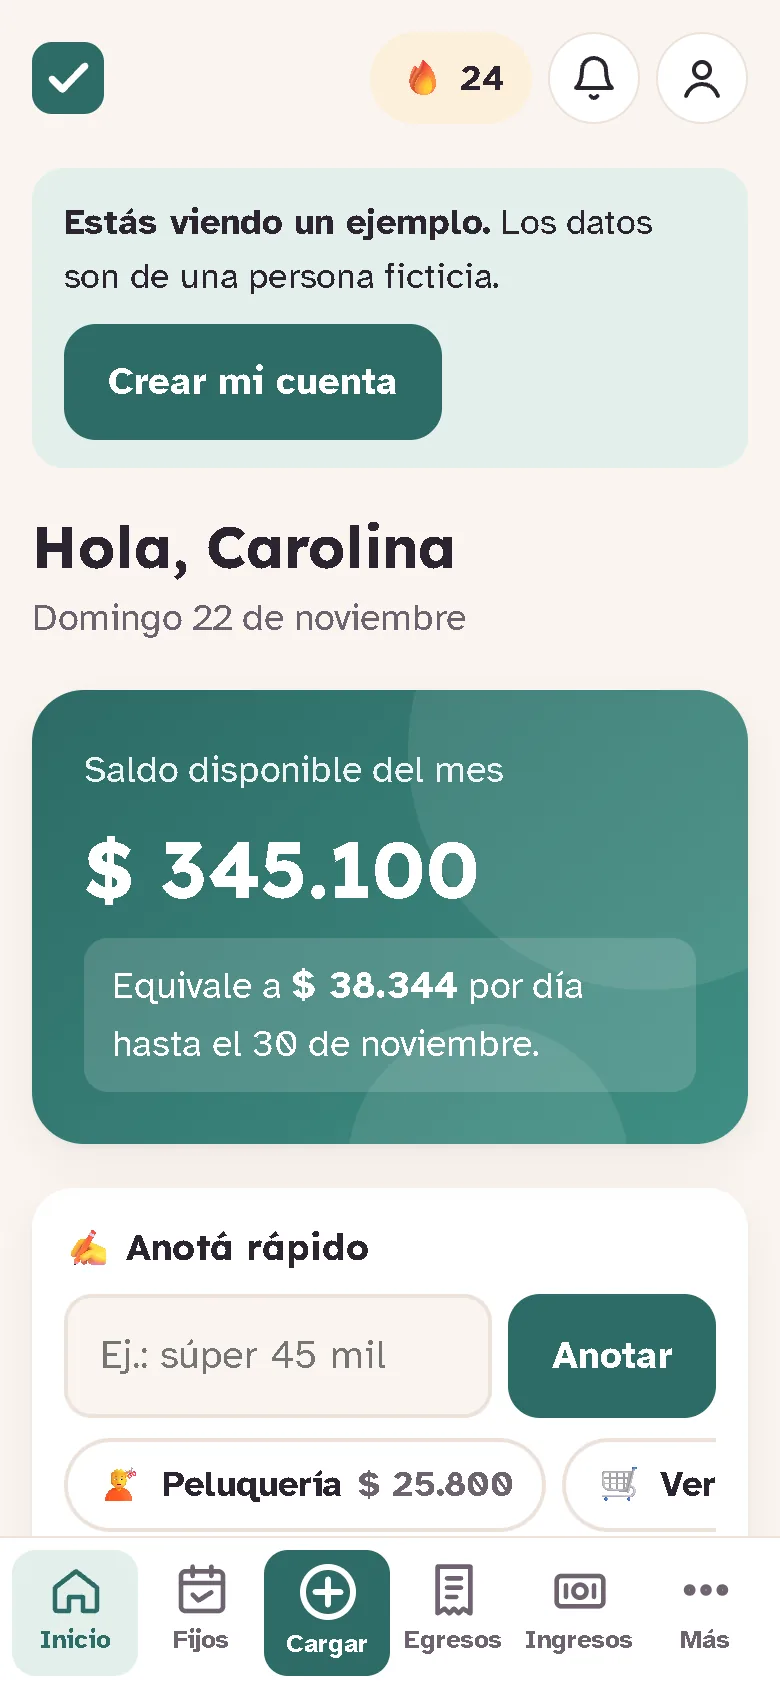 24
Estás viendo un ejemplo. Los datos
son de una persona ficticia.
Crear mi cuenta
Hola, Carolina
Domingo 22 de noviembre
Saldo disponible del mes
$ 345.100
Equivale a $ 38.344 por día
hasta el 30 de noviembre.
Anotá rápido
Ej.: súper 45 mil
Anotar
Peluquería $ 25.800
Ver
Inicio
Fijos
Cargar
Egresos
Ingresos
Más